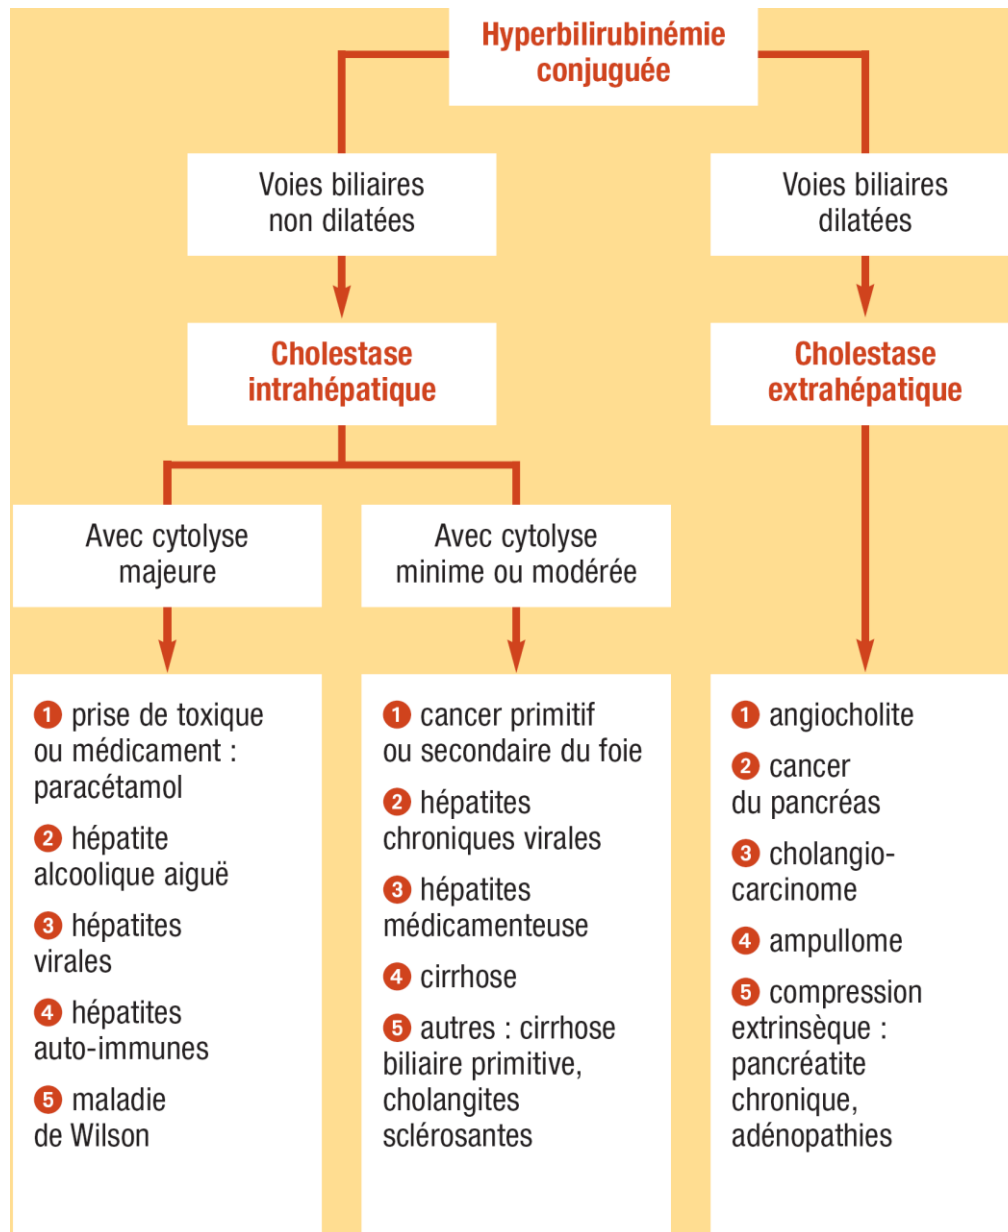 Hyperbilirubinémie
conjuguée
Voies biliaires
non dilatées
Voies biliaires
dilatées
Cholestase
intrahépatique
Cholestase
extrahépatique
Avec cytolyse
majeure
Avec cytolyse
minime ou modérée
1 prise de toxique
ou médicament :
paracétamol
2 hépatite
alcoolique aiguë
3 hépatites
virales
4 hépatites
auto-immunes
5 maladie
de Wilson
1 cancer primitif
ou secondaire du foie
2 hépatites
chroniques virales
3 hépatites
médicamenteuse
4 cirrhose
5 autres : cirrhose
biliaire primitive,
cholangites
sclérosantes
1 angiocholite
2 cancer
du pancréas
3 cholangio-
carcinome
4 ampullome
5 compression
extrinsèque :
pancréatite
chronique,
adénopathies